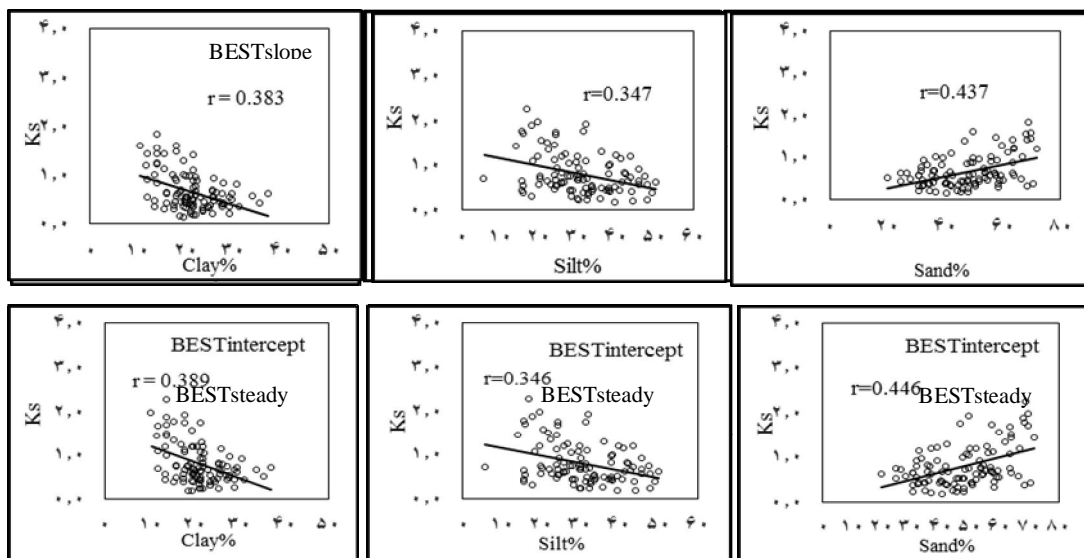 ۴,۰
BESTslope
۳,۰
r = 0.383
۲,۰
Ks
۱,۰
۰,۰
۰ ۱۰ ۲۰ ۳۰ ۴۰ ۵۰
Clay%
۴,۰
۳,۰
r=0.347
۲,۰
Ks
۱,۰
۰,۰
۰ ۱۰ ۲۰ ۳۰ ۴۰ ۵۰ ۶۰
Silt%
۴,۰
۳,۰
r=0.437
۲,۰
Ks
۱,۰
۰,۰
۰ ۲۰ ۴۰ ۶۰ ۸۰
Sand%
۴,۰
BESTintercept
۳,۰
r = 0.389
BESTsteady
۲,۰
Ks
۱,۰
۰,۰
۰ ۱۰ ۲۰ ۳۰ ۴۰ ۵۰
Clay%
۴,۰
BESTintercept
۳,۰
r=0.346
BESTsteady
۲,۰
Ks
۱,۰
۰,۰
۰ ۱۰ ۲۰ ۳۰ ۴۰ ۵۰ ۶۰
Silt%
۴,۰
BESTintercept
۳,۰
r=0.446
BESTsteady
۲,۰
Ks
۱,۰
۰,۰
۰ ۱۰ ۲۰ ۳۰ ۴۰ ۵۰ ۶۰ ۷۰ ۸۰
Sand%